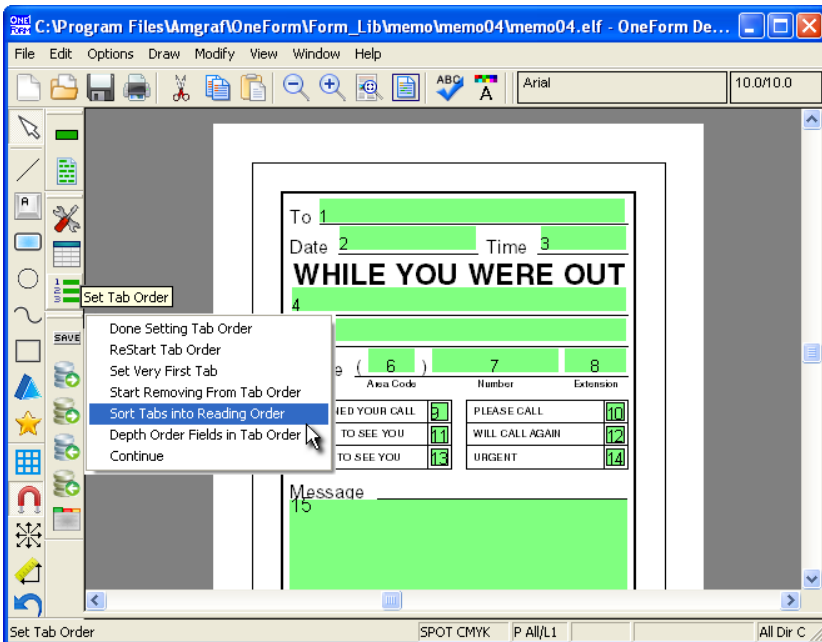 C:\Program Files\Amgraf\OneForm\Form_Lib\memo\memo04\memo04.elf - OneForm De...
File Edit Options Draw Modify View Window Help
ABC A Arial 10.0/10.0
A
To 1
Date 2 Time 3
WHILE YOU WERE OUT
1 2 3 Set Tab Order
4
SAVE
Done Setting Tab Order
ReStart Tab Order
Set Very First Tab
Start Removing From Tab Order
Sort Tabs into Reading Order
Depth Order Fields in Tab Order
Continue
( 6 ) 7 8
Area Code Number Extension
YOUR CALL 9 PLEASE CALL 10
TO SEE YOU 11 WILL CALL AGAIN 12
TO SEE YOU 13 URGENT 14
Message
15
Set Tab Order SPOT CMYK P All/L1 All Dir C